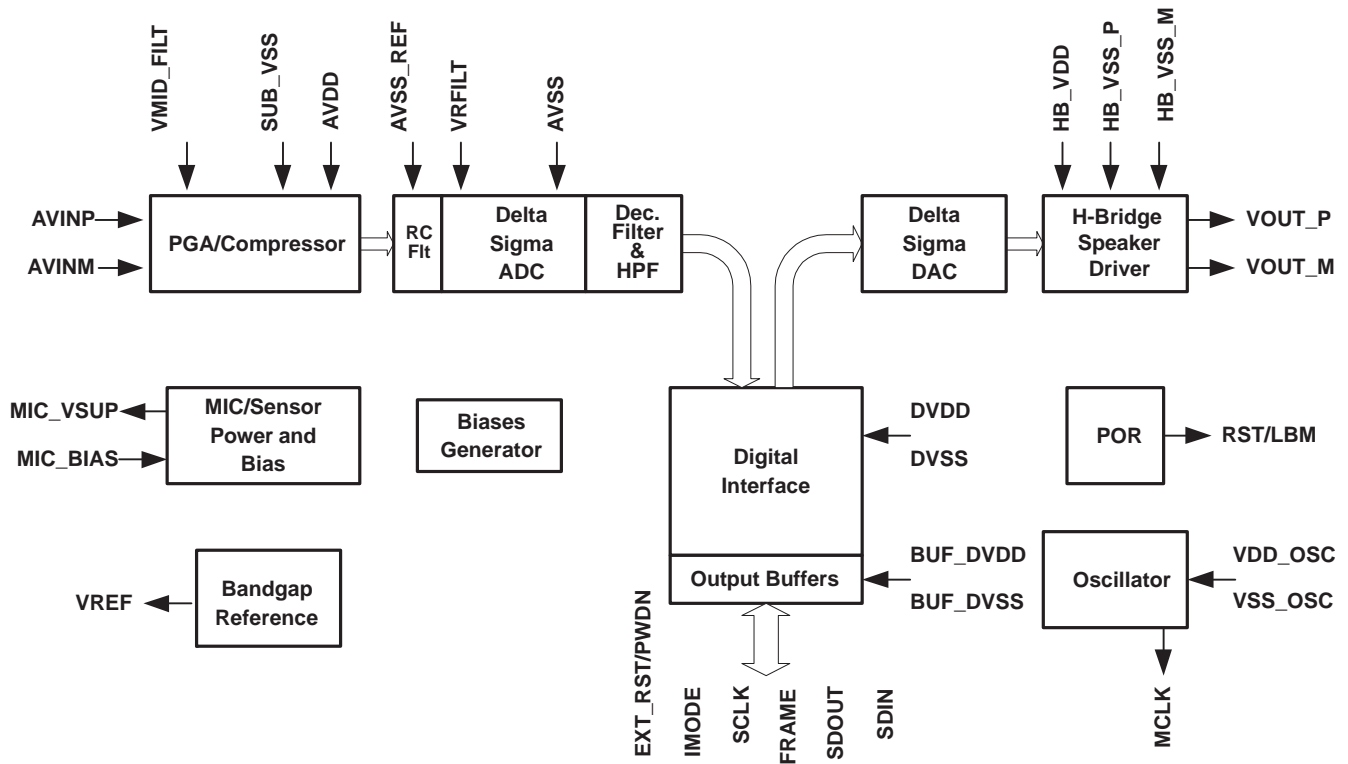 VMID_FILT
SUB_VSS
AVDD
AVSS_REF
VRFILT
AVSS
HB_VDD
HB_VSS_P
HB_VSS_M
AVINP
AVINM
PGA/Compressor
RC
Flt
Delta
Sigma
ADC
Dec.
Filter
&
HPF
Delta
Sigma
DAC
H-Bridge
Speaker
Driver
VOUT_P
VOUT_M
MIC_VSUP
MIC_BIAS
MIC/Sensor
Power and
Bias
Biases
Generator
Digital
Interface
DVDD
DVSS
POR
RST/LBM
VREF
Bandgap
Reference
Output Buffers
BUF_DVDD
BUF_DVSS
Oscillator
VDD_OSC
VSS_OSC
EXT_RST/PWDN
IMODE
SCLK
FRAME
SDOUT
SDIN
MCLK